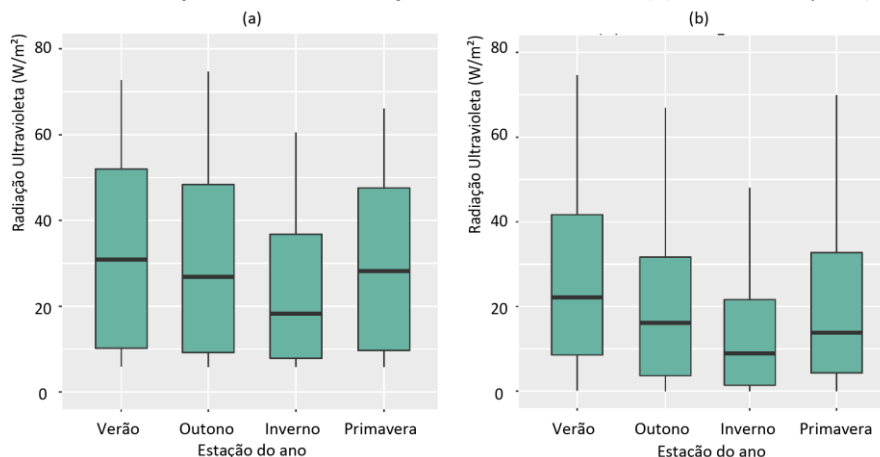 (a)
(b)
Radiação Ultravioleta (W/m²)
80
60
40
20
0
Verão Outono Inverno Primavera
Estação do ano
Radiação Ultravioleta (W/m²)
80
60
40
20
0
Verão Outono Inverno Primavera
Estação do ano